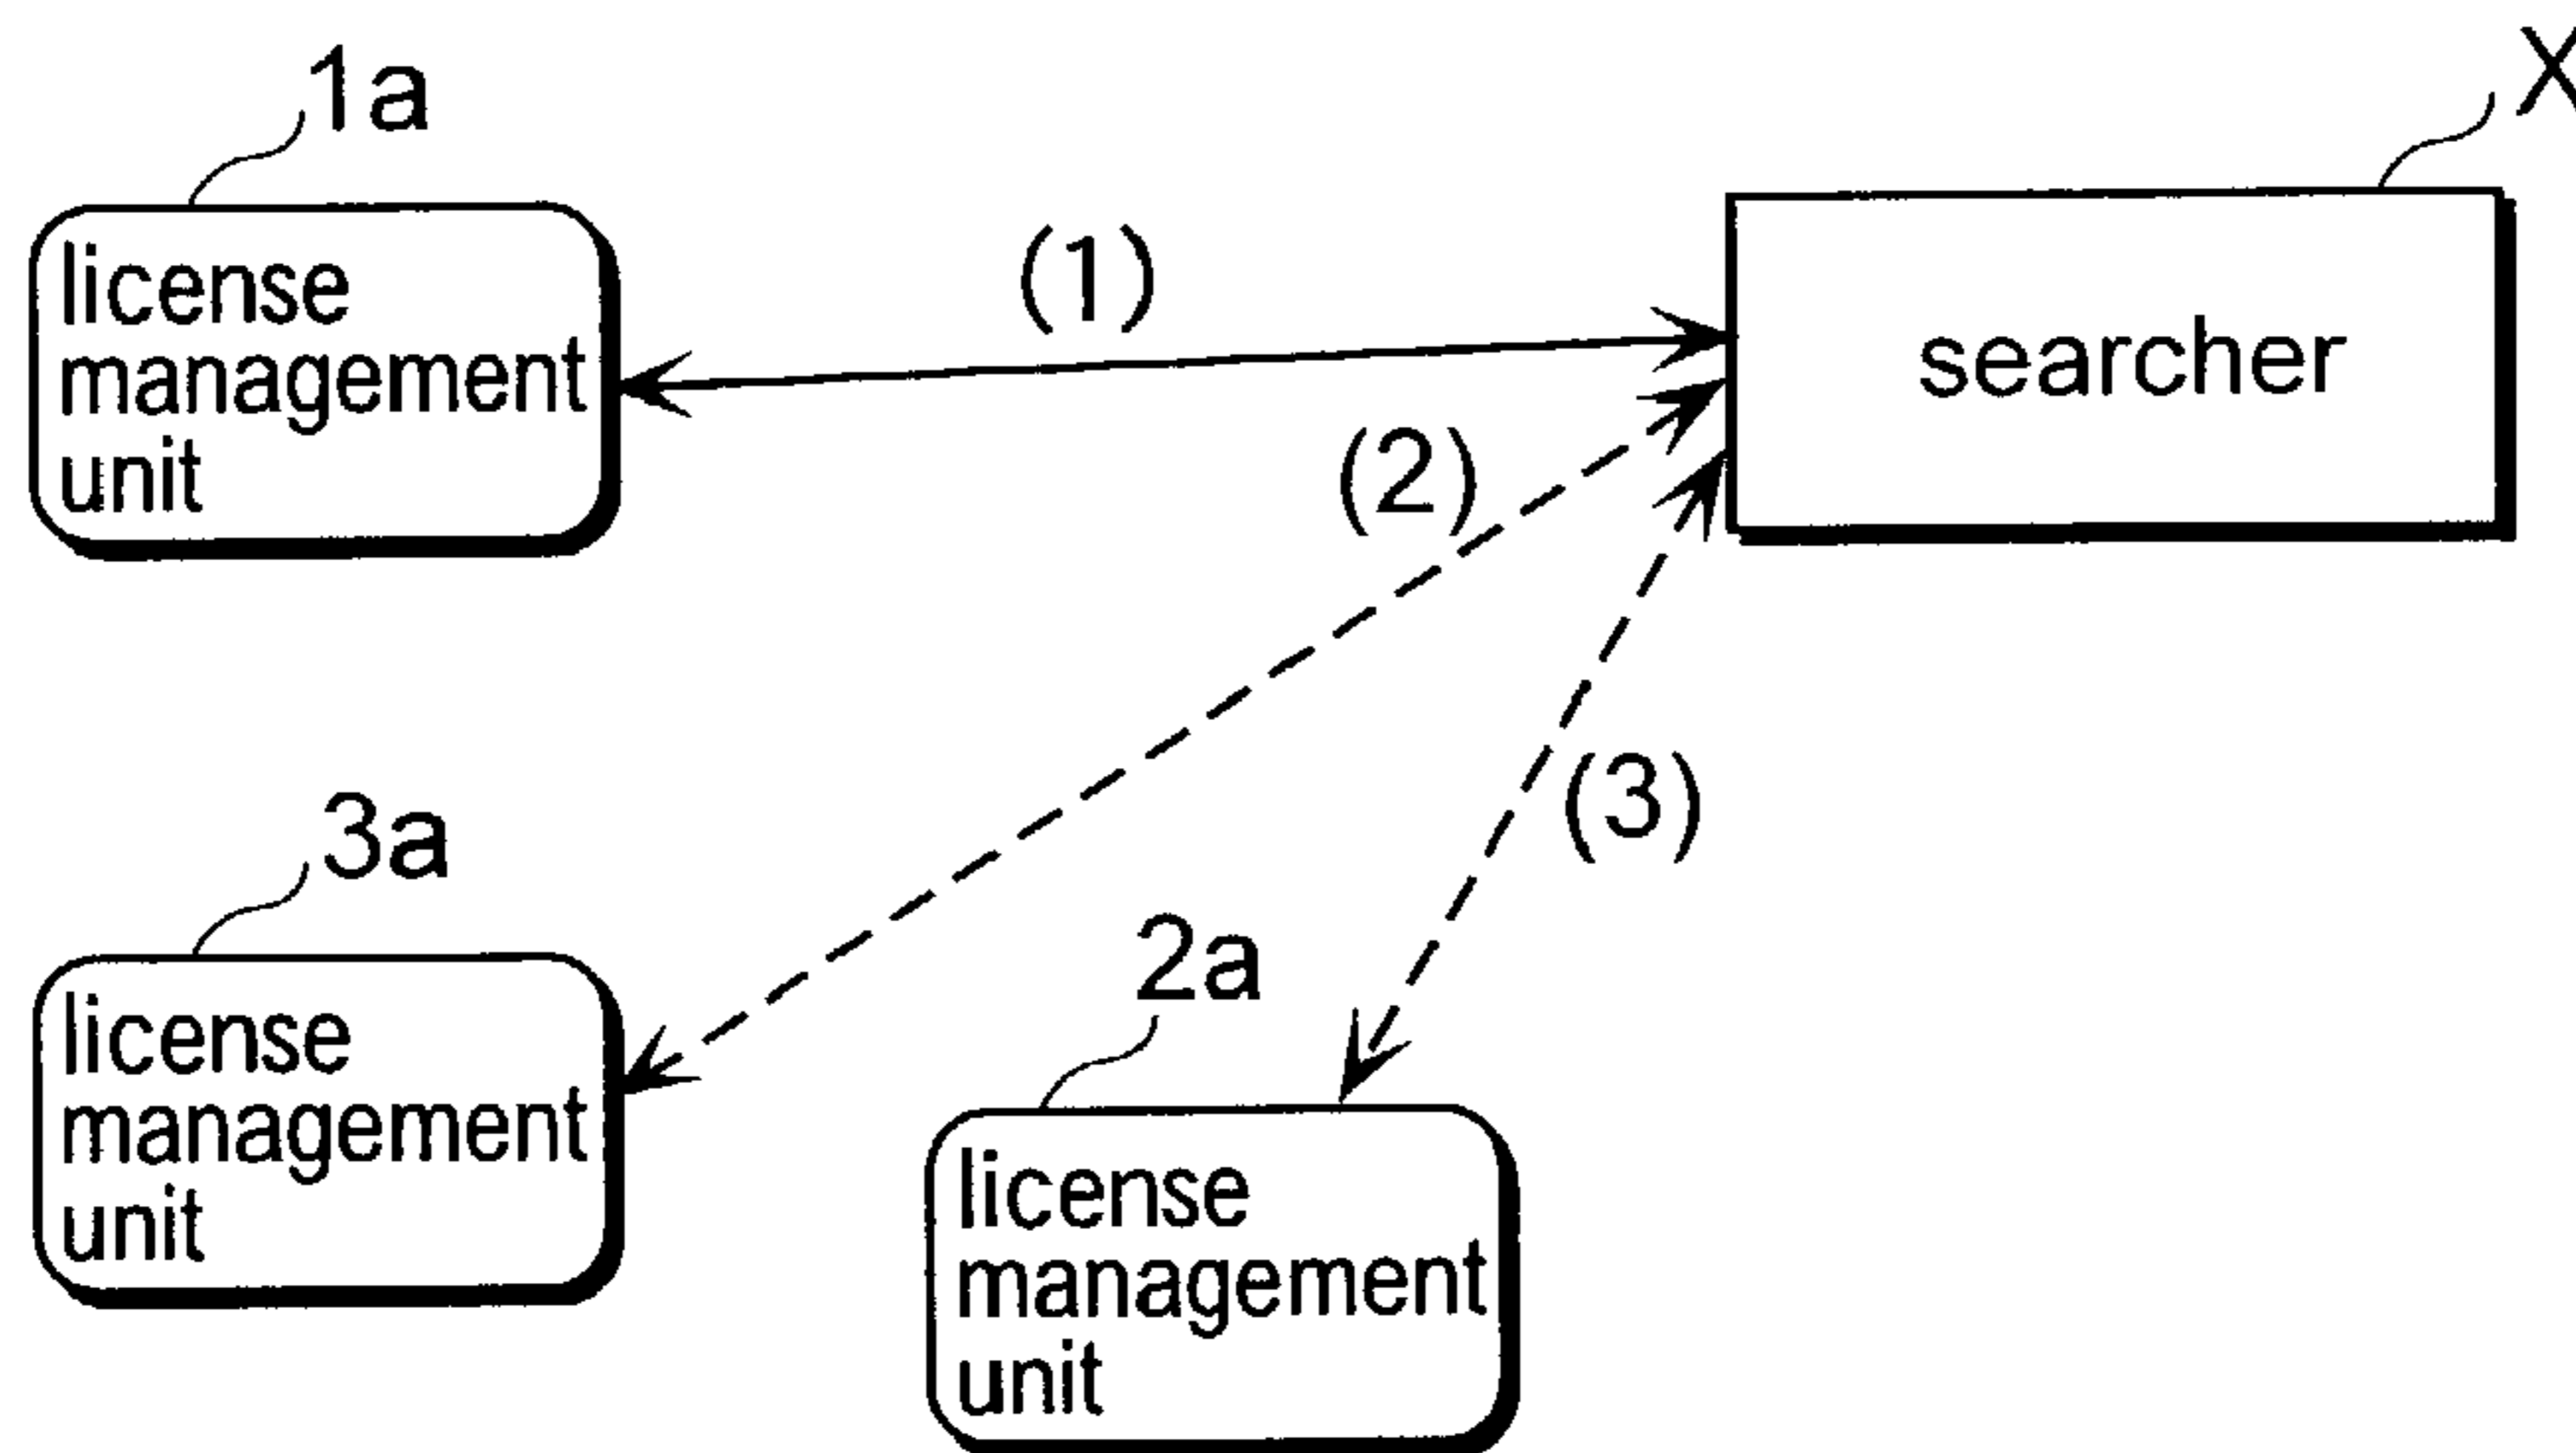 1a
X
license
management
unit
(1)
searcher
(2)
(3)
3a
license
management
unit
2a
license
management
unit